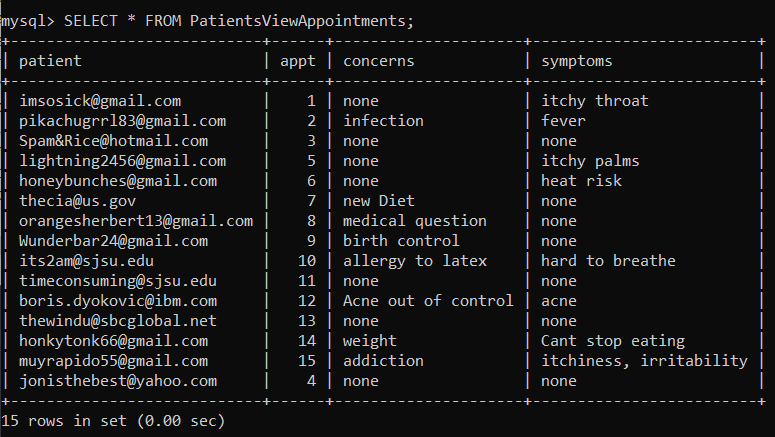 mysql> SELECT * FROM PatientsViewAppointments;
+---------------------------+------+---------------------+-------------------------+
| patient                   | appt | concerns            | symptoms                |
+---------------------------+------+---------------------+-------------------------+
| imsosick@gmail.com        |    1 | none                | itchy throat            |
| pikachugrrl83@gmail.com   |    2 | infection           | fever                   |
| Spam&Rice@hotmail.com     |    3 | none                | none                    |
| lightning2456@gmail.com   |    5 | none                | itchy palms             |
| honeybunches@gmail.com    |    6 | none                | heat risk               |
| thecia@us.gov             |    7 | new Diet            | none                    |
| orangesherbert13@gmail.com |    8 | medical question    | none                    |
| Wunderbar24@gmail.com     |    9 | birth control       | none                    |
| its2am@sjsu.edu           |   10 | allergy to latex    | hard to breathe         |
| timeconsuming@sjsu.edu    |   11 | none                | none                    |
| boris.dyokovic@ibm.com    |   12 | Acne out of control | acne                    |
| thewindu@sbcglobal.net    |   13 | none                | none                    |
| honkytonk66@gmail.com     |   14 | weight              | Cant stop eating        |
| muyrapido55@gmail.com     |   15 | addiction           | itchiness, irritability |
| jonisthebest@yahoo.com    |    4 | none                | none                    |
+---------------------------+------+---------------------+-------------------------+
15 rows in set (0.00 sec)